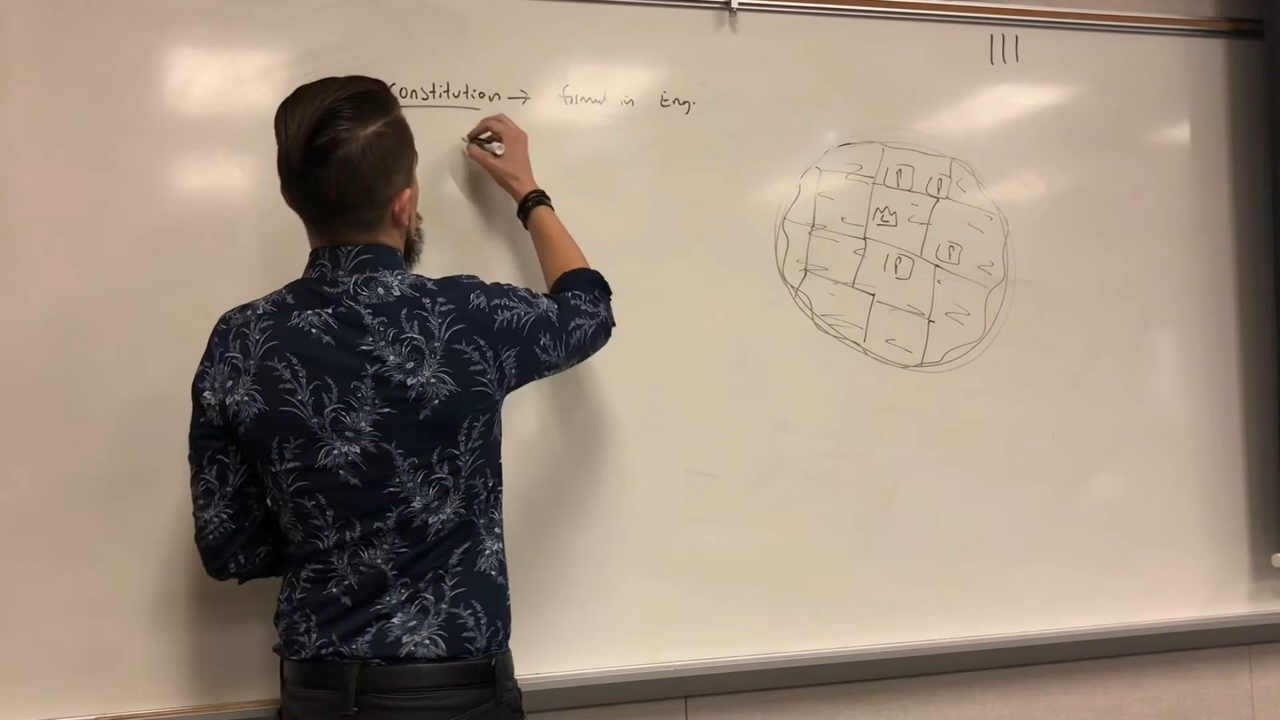 Constitution → formed in Eng.
|||
P P
P
P